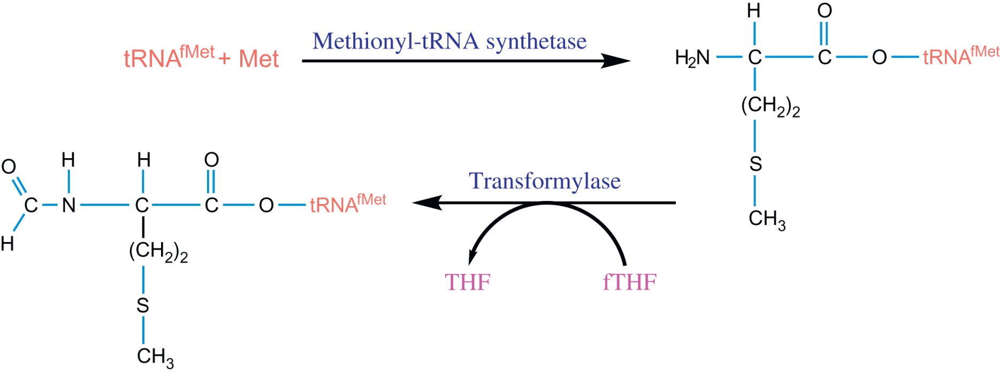 Methionyl-tRNA synthetase
tRNAfMet + Met
H O
H2N C C O tRNAfMet
(CH2)2
S
CH3
O H H O
C N C C O tRNAfMet
H
(CH2)2
S
CH3
Transformylase
THF fTHF